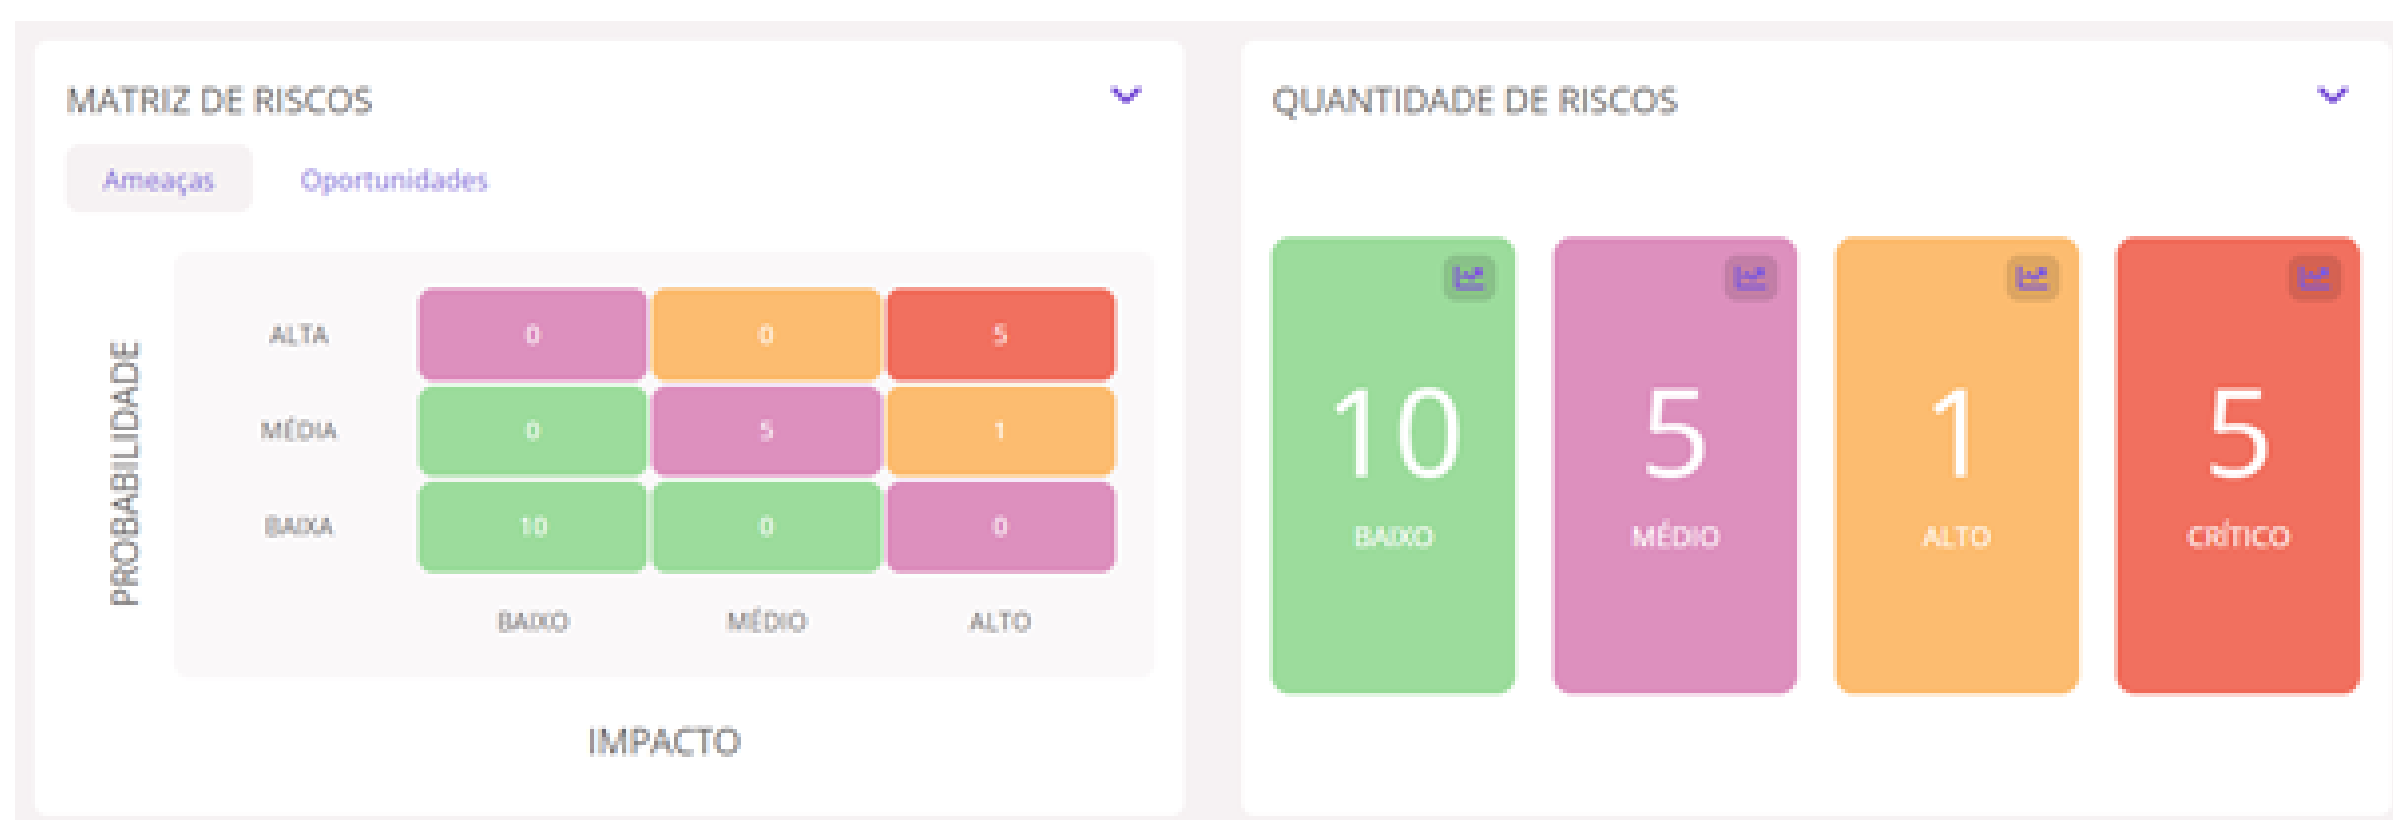 MATRIZ DE RISCOS
Ameaças Oportunidades
PROBABILIDADE
ALTA 0 0 5
MÉDIA 0 5 1
BAIXA 10 0 0
BAIXO MÉDIO ALTO
IMPACTO
QUANTIDADE DE RISCOS
10 5 1 5
BAIXO MÉDIO ALTO CRÍTICO